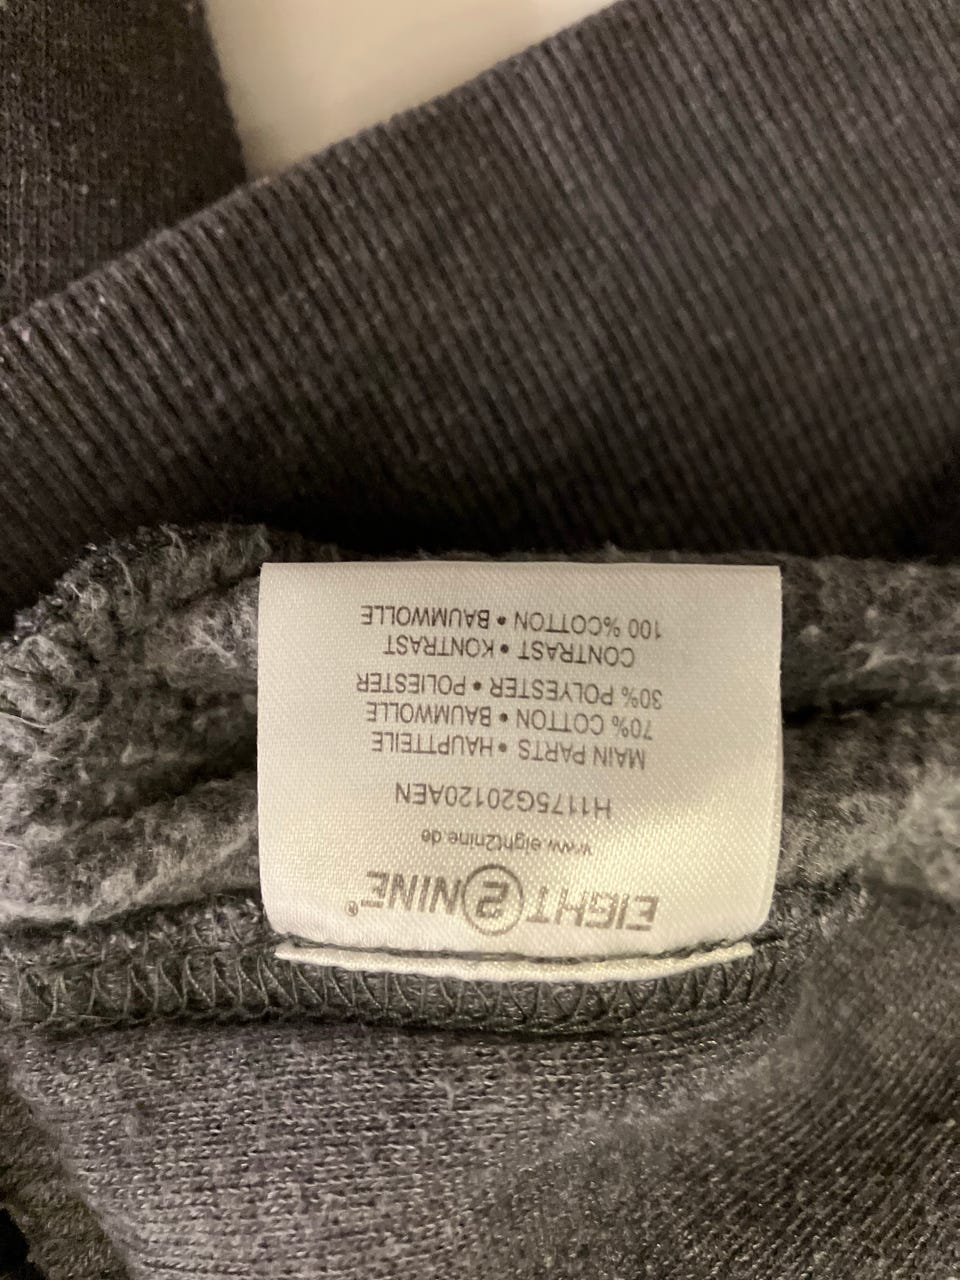 EIGHT2NINE®
www.eight2nine.de
H1175G20120AEN
MAIN PARTS • HAUPTTEILE
70% COTTON • BAUMWOLLE
30% POLYESTER • POLIESTER
CONTRAST • KONTRAST
100 %COTTON • BAUMWOLLE